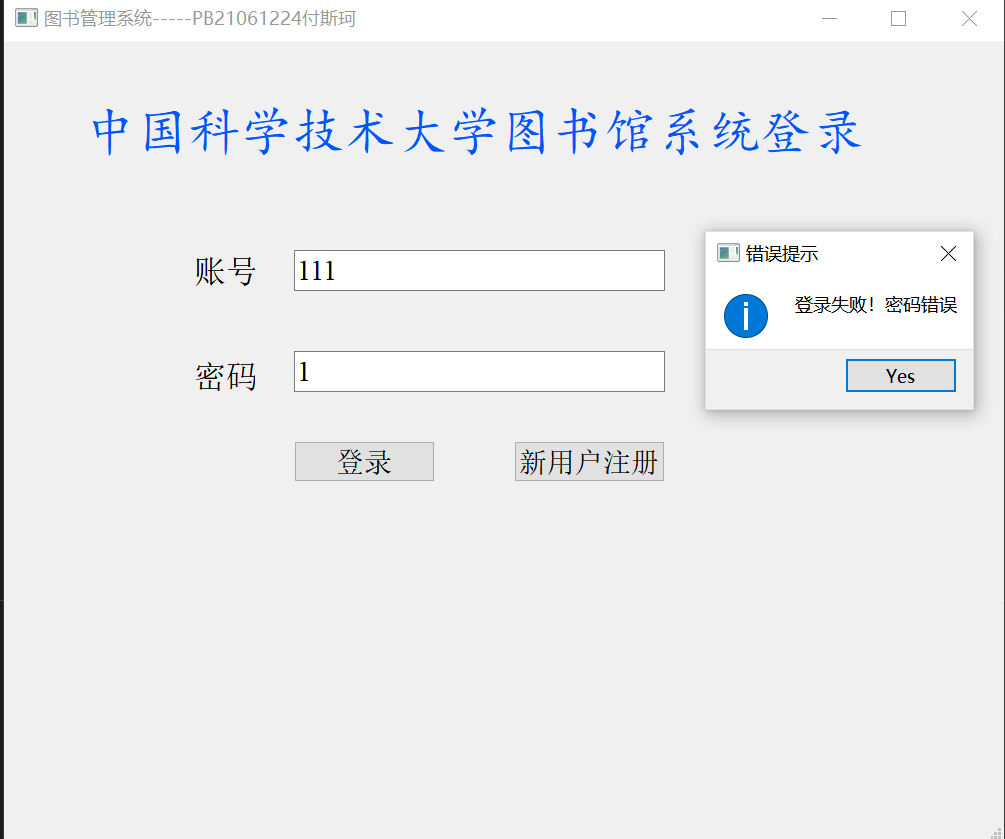 图书管理系统-----PB21061224付斯珂
中国科学技术大学图书馆系统登录
错误提示
账号
111
登录失败！密码错误
密码
1
Yes
登录
新用户注册